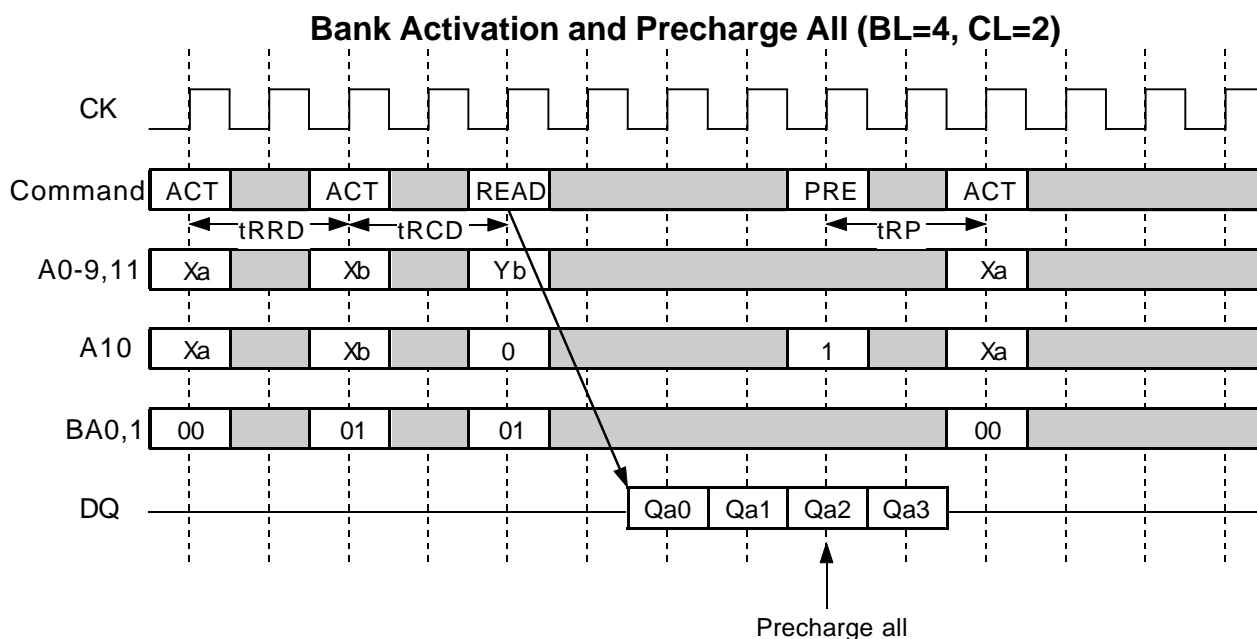 Bank Activation and Precharge All (BL=4, CL=2)
CK
Command ACT ACT READ PRE ACT
tRRD tRCD tRP
A0-9,11 Xa Xb Yb Xa
A10 Xa Xb 0 1 Xa
BA0,1 00 01 01 00
DQ Qa0 Qa1 Qa2 Qa3
Precharge all